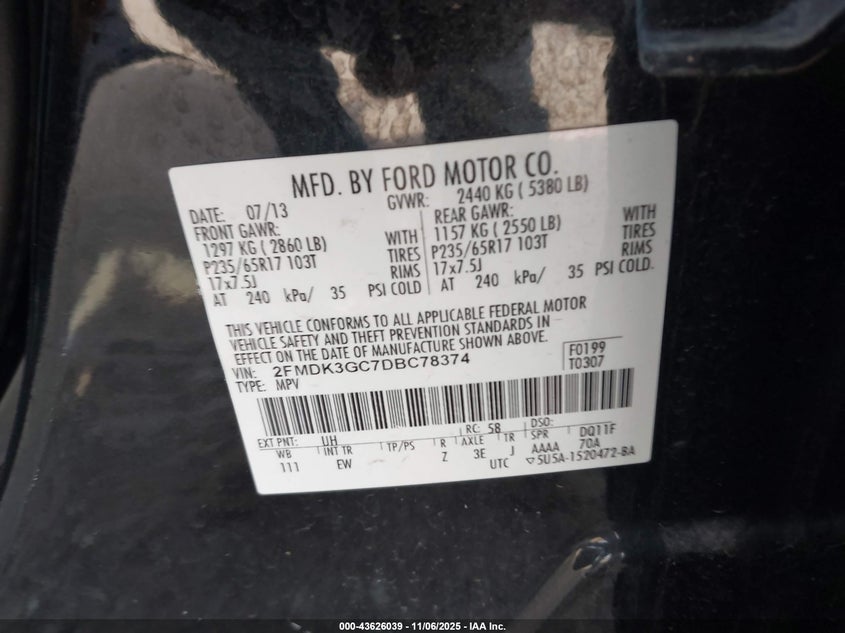 MFD. BY FORD MOTOR CO.
DATE: 07/13 GVWR: 2440 KG ( 5380 LB)
FRONT GAWR: REAR GAWR:
1297 KG ( 2860 LB) WITH 1157 KG ( 2550 LB) WITH
P235/65R17 103T TIRES P235/65R17 103T TIRES
17x7.5J RIMS 17x7.5J RIMS
AT 240 kPa/ 35 PSI COLD AT 240 kPa/ 35 PSI COLD.
THIS VEHICLE CONFORMS TO ALL APPLICABLE FEDERAL MOTOR
VEHICLE SAFETY AND THEFT PREVENTION STANDARDS IN
EFFECT ON THE DATE OF MANUFACTURE SHOWN ABOVE.
VIN: 2FMDK3GC7DBC78374 F0199
TYPE: MPV T0307
EXT PNT: UH RC: 58 DSO: DQ11F
WB INT TR TP/PS R AXLE TR SPR 70A
111 EW Z 3E J AAAA
UTC ▽5U5A-1520472-BA
000-43626039 - 11/06/2025 - IAA Inc.